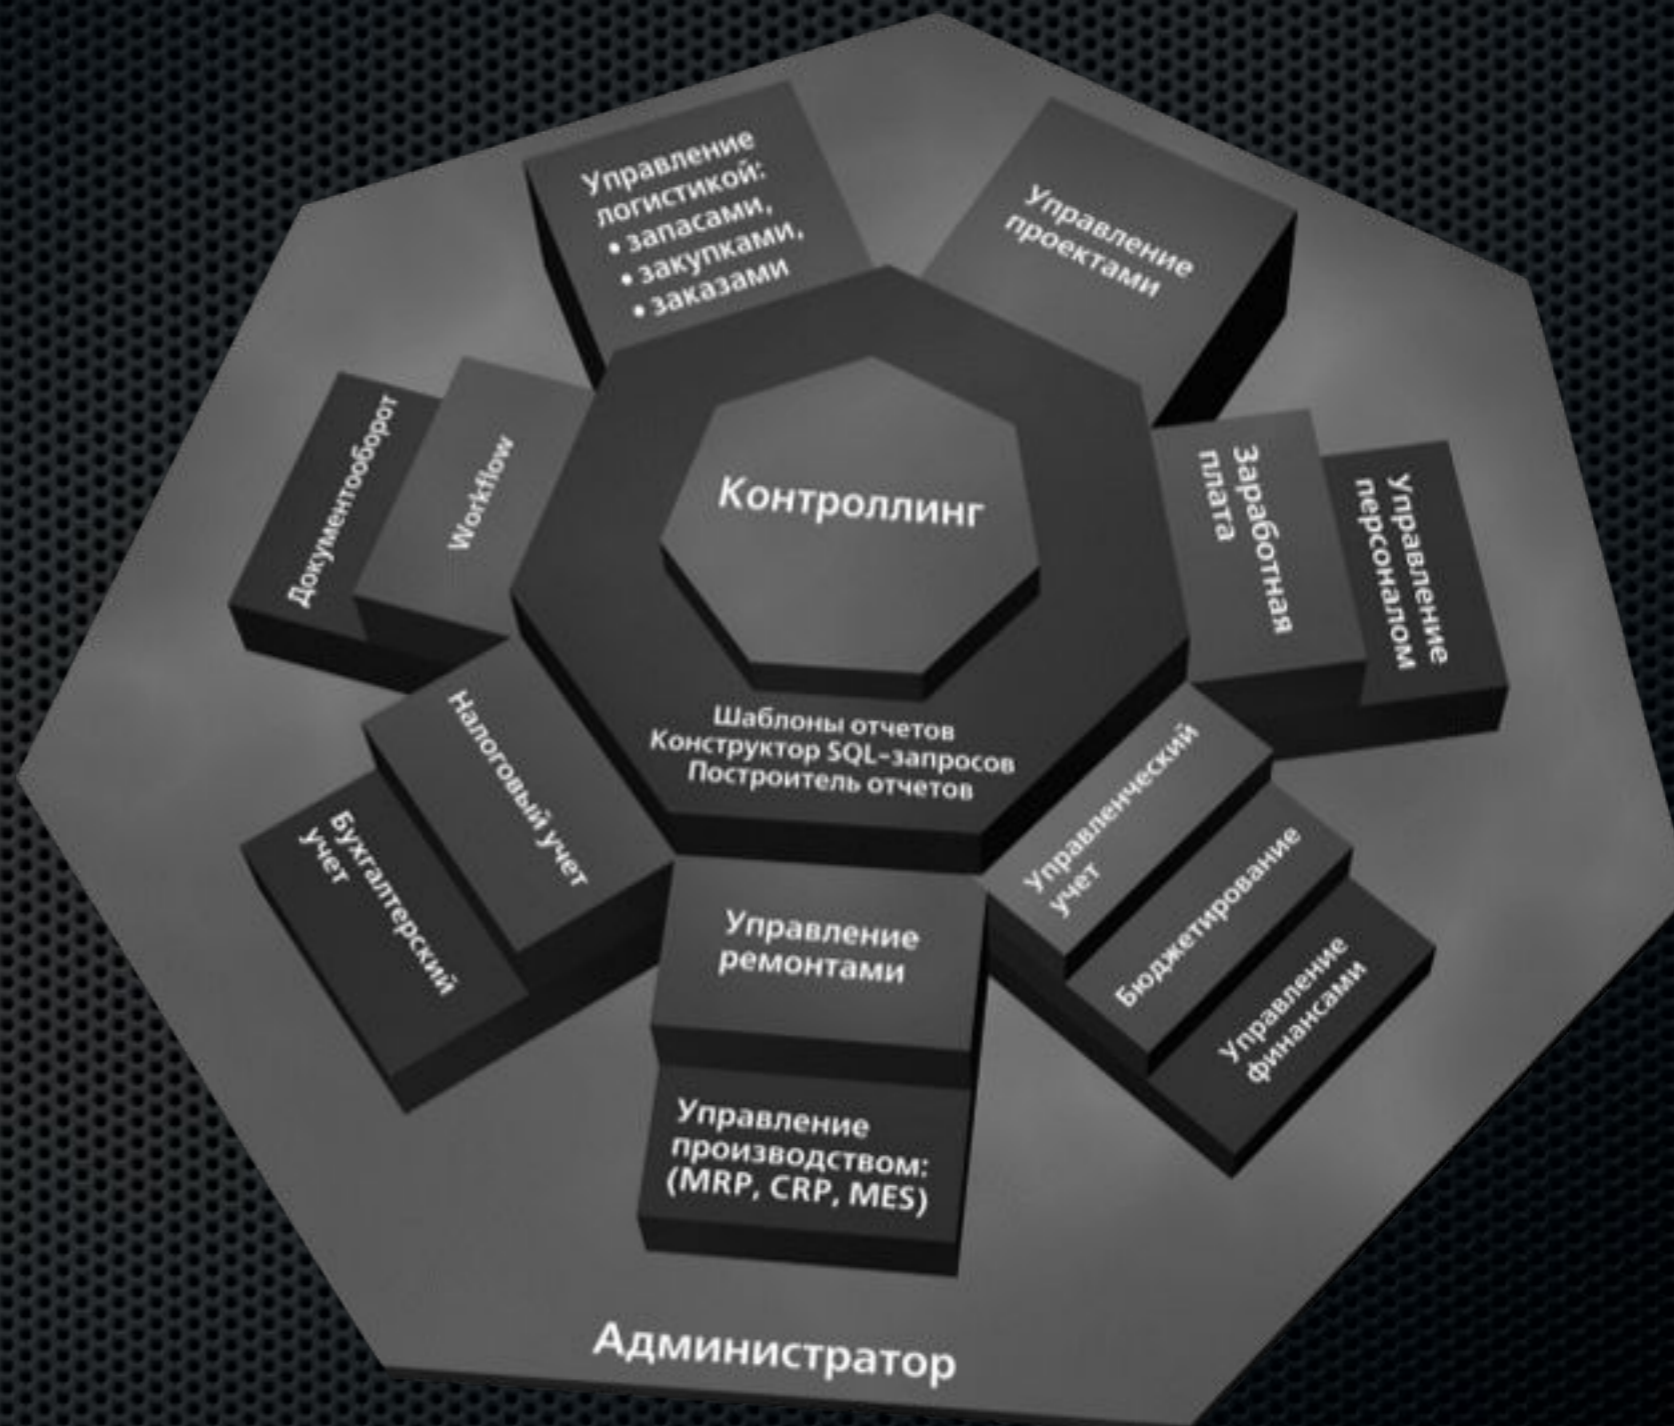 Управление
логистикой:
• запасами,
• закупками,
• заказами
Управление
проектами
Документооборот
Workflow
Контроллинг
Заработная
плата
Управление
персоналом
Шаблоны отчетов
Конструктор SQL-запросов
Построитель отчетов
Налоговый учет
Бухгалтерский
учет
Управление
ремонтами
Управление
производством:
(MRP, CRP, MES)
Управленческий
учет
Бюджетирование
Управление
финансами
Администратор